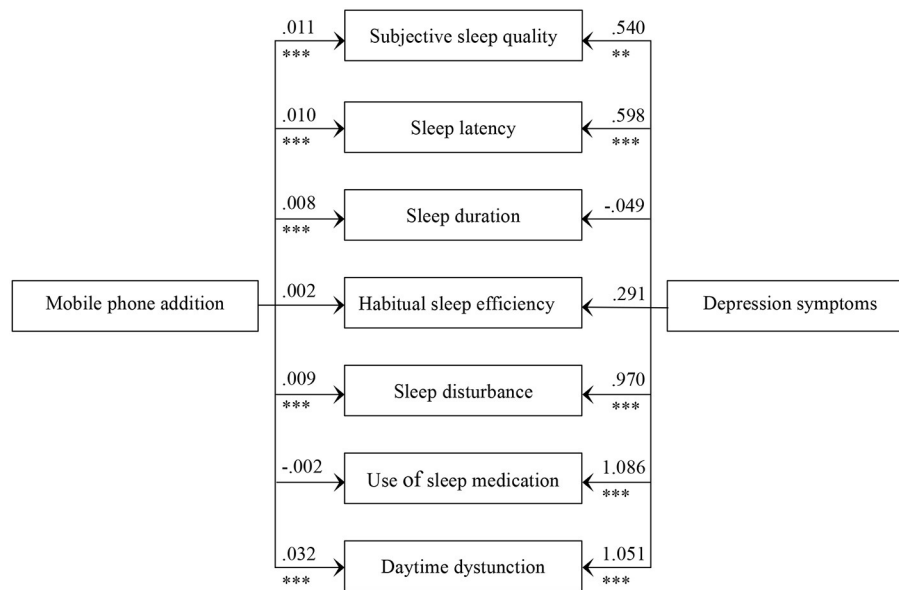 .011 Subjective sleep quality .540
*** **
.010 Sleep latency .598
*** ***
.008 Sleep duration -.049
***
Mobile phone addition .002 Habitual sleep efficiency .291 Depression symptoms
.009 Sleep disturbance .970
*** ***
-.002 Use of sleep medication 1.086
***
.032 Daytime dystunction 1.051
*** ***